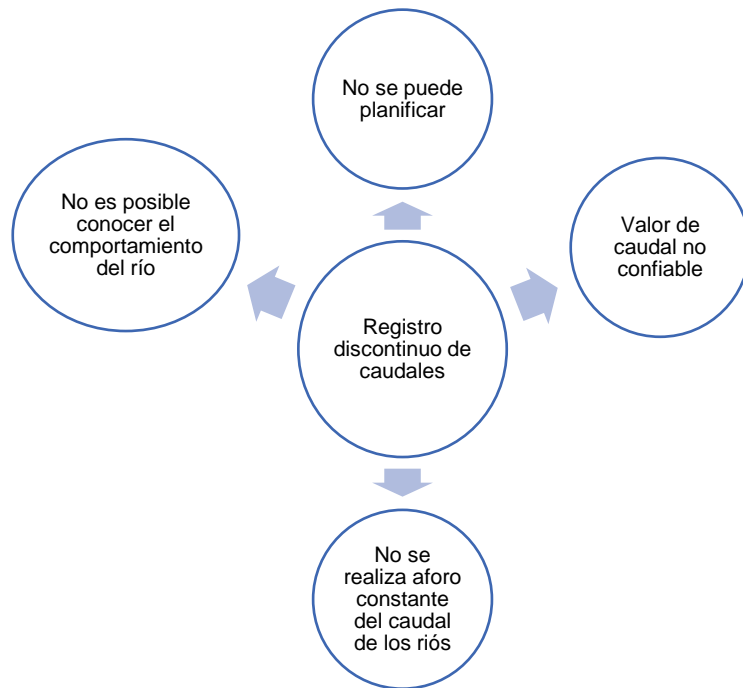 No se puede
planificar
No es posible
conocer el
comportamiento
del río
Valor de
caudal no
confiable
Registro
discontinuo de
caudales
No se
realiza aforo
constante
del caudal
de los riós